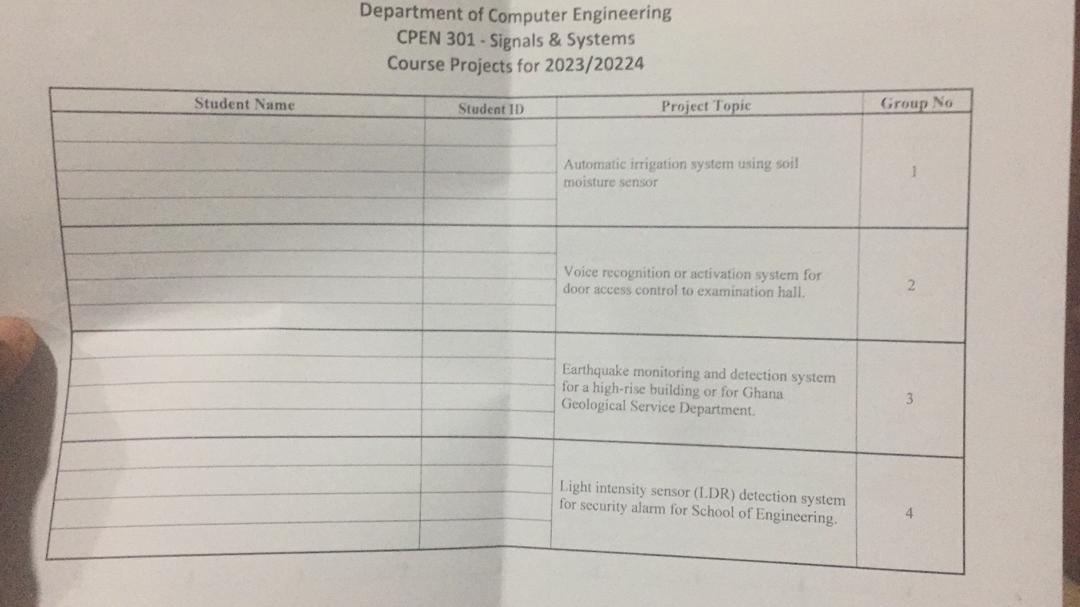 Department of Computer Engineering
CPEN 301 - Signals & Systems
Course Projects for 2023/20224
Student Name Student ID Project Topic Group No
Automatic irrigation system using soil
moisture sensor
1
Voice recognition or activation system for
door access control to examination hall.
2
Earthquake monitoring and detection system
for a high-rise building or for Ghana
Geological Service Department.
3
Light intensity sensor (LDR) detection system
for security alarm for School of Engineering.
4